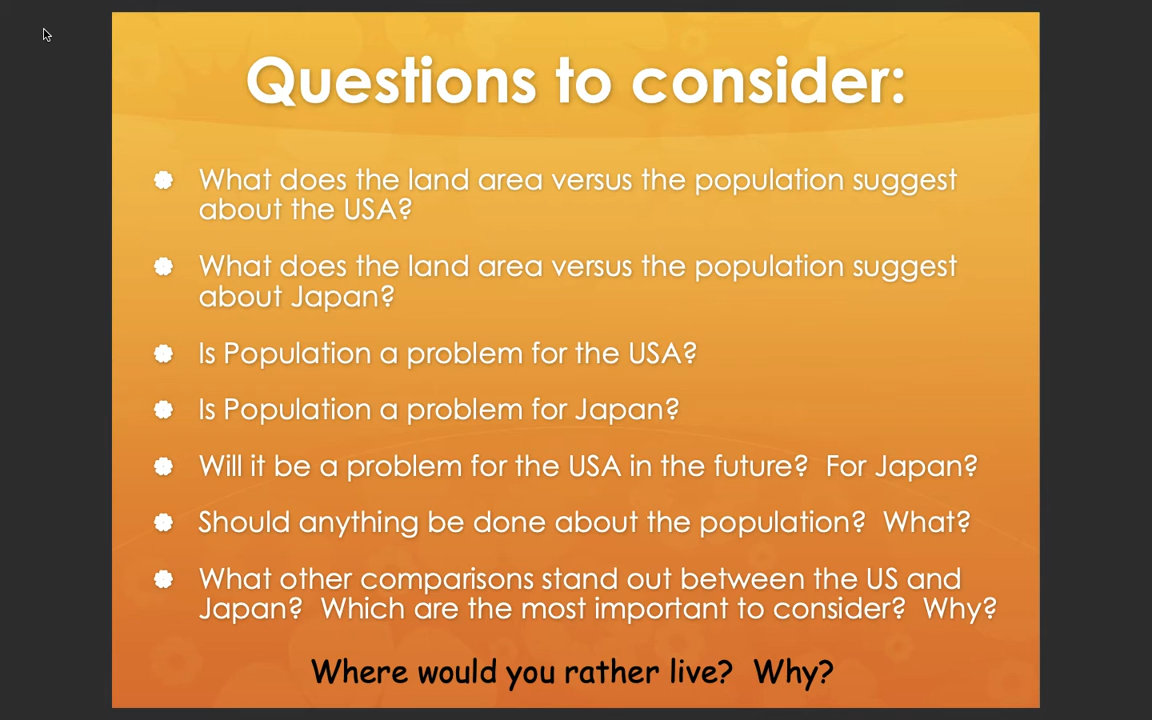 Questions to consider:
What does the land area versus the population suggest
about the USA?
What does the land area versus the population suggest
about Japan?
Is Population a problem for the USA?
Is Population a problem for Japan?
Will it be a problem for the USA in the future?  For Japan?
Should anything be done about the population?  What?
What other comparisons stand out between the US and
Japan?  Which are the most important to consider?  Why?
Where would you rather live?  Why?